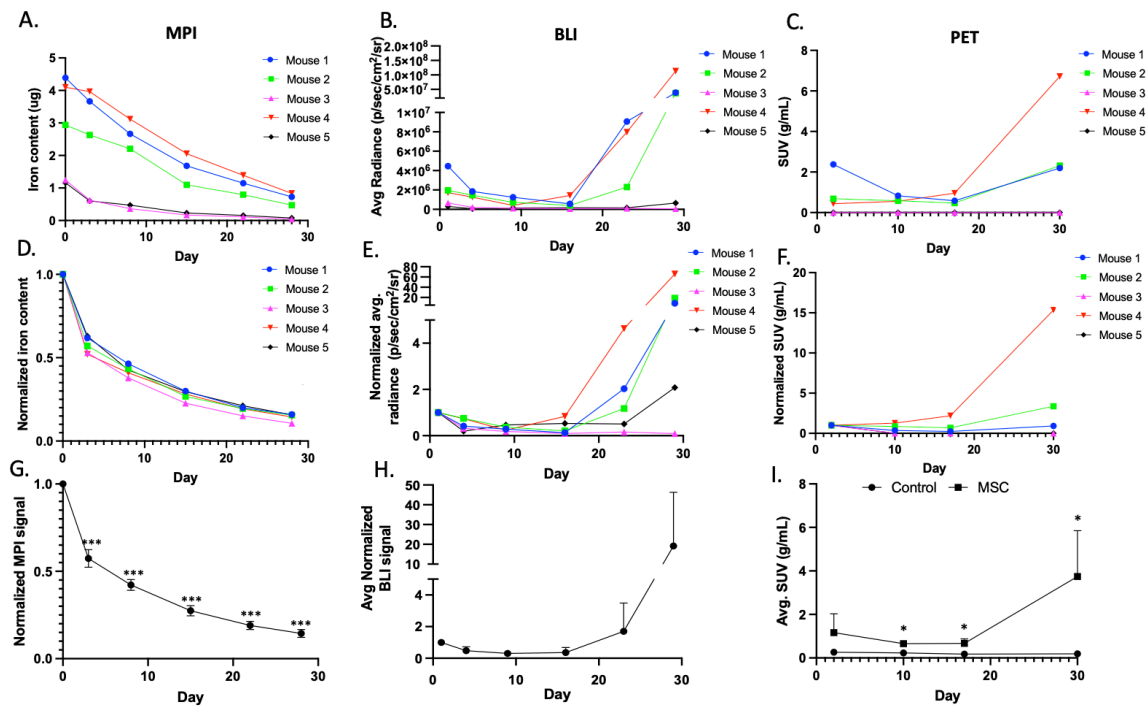 A.
MPI
Iron content (ug)
5
4
3
2
1
0
0 10 20 30
Day
Mouse 1
Mouse 2
Mouse 3
Mouse 4
Mouse 5
B.
BLI
Avg Radiance (p/sec/cm²/sr)
2.0×10⁸
1.5×10⁸
1.0×10⁸
5.0×10⁷
1×10⁷
8×10⁶
6×10⁶
4×10⁶
2×10⁶
0
0 10 20 30
Day
Mouse 1
Mouse 2
Mouse 3
Mouse 4
Mouse 5
C.
PET
SUV (g/mL)
8
6
4
2
0
0 10 20 30
Day
Mouse 1
Mouse 2
Mouse 3
Mouse 4
Mouse 5
D.
Normalized iron content
1.0
0.5
0.0
0 10 20 30
Day
Mouse 1
Mouse 2
Mouse 3
Mouse 4
Mouse 5
E.
Normalized avg.
radiance (p/sec/cm²/sr)
80
60
40
20
6
4
2
0
0 10 20 30
Day
Mouse 1
Mouse 2
Mouse 3
Mouse 4
Mouse 5
F.
Normalized SUV (g/mL)
20
15
10
5
0
0 10 20 30
Day
Mouse 1
Mouse 2
Mouse 3
Mouse 4
Mouse 5
G.
Normalized MPI signal
1.0
0.5
0.0
***
***
***
***
***
0 10 20 30
Day
H.
Avg Normalized
BLI signal
50
40
30
20
10
6
4
2
0
0 10 20 30
Day
I.
Control MSC
Avg. SUV (g/mL)
8
6
4
2
0
*
*
*
0 10 20 30
Day